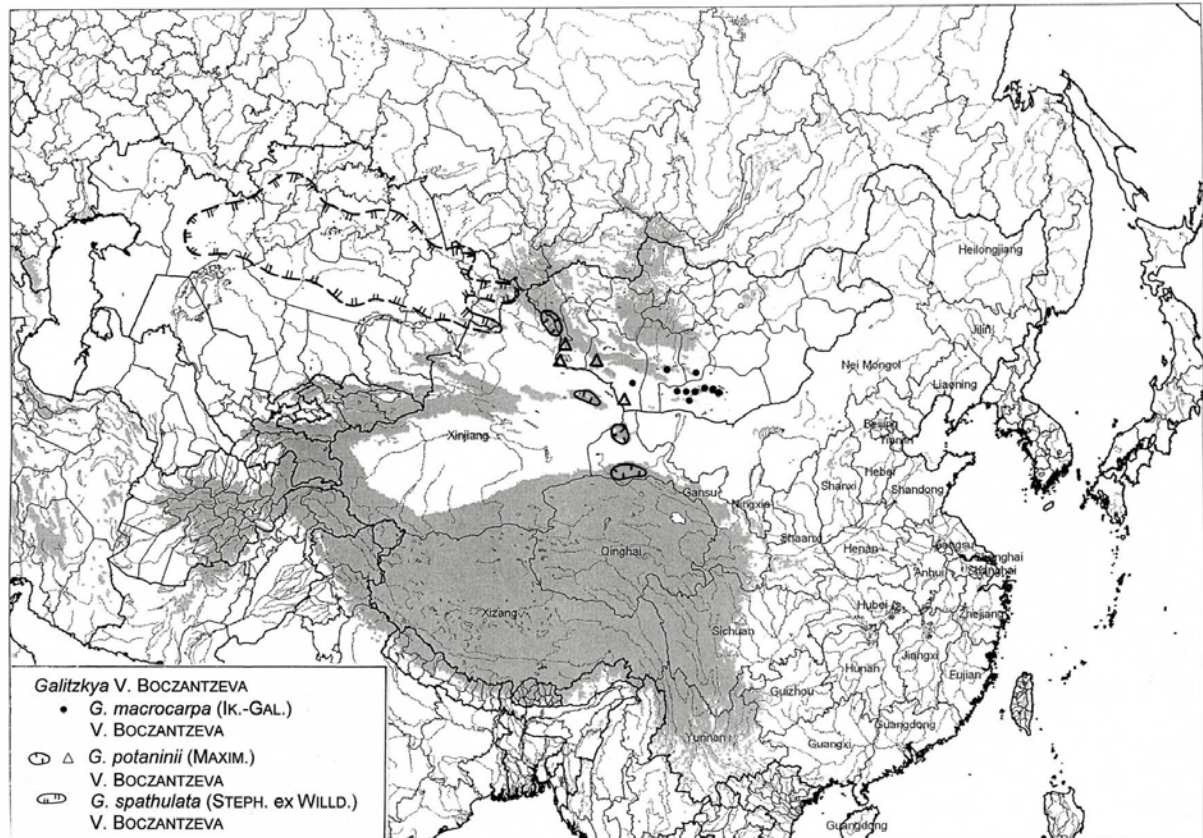 Heilongjiang
Jilin
Nei Mongol
Liaoning
Beijing
Tianjin
Xinjiang
Hebei
Shanxi
Shandong
Gansu
Ningxia
Shaanxi
Henan
Jiangsu
Qinghai
Shanghai
Anhui
Shanghai
Xizang
Hubei
Zhejiang
Sichuan
Hunan
Jiangxi
Fujian
Guizhou
Yunnan
Guangxi
Guangdong
Guangdong
Galitzkya V. BOCZANTZEVA
G. macrocarpa (IK.-GAL.)
V. BOCZANTZEVA
G. potaninii (MAXIM.)
V. BOCZANTZEVA
G. spathulata (STEPH. ex WILLD.)
V. BOCZANTZEVA